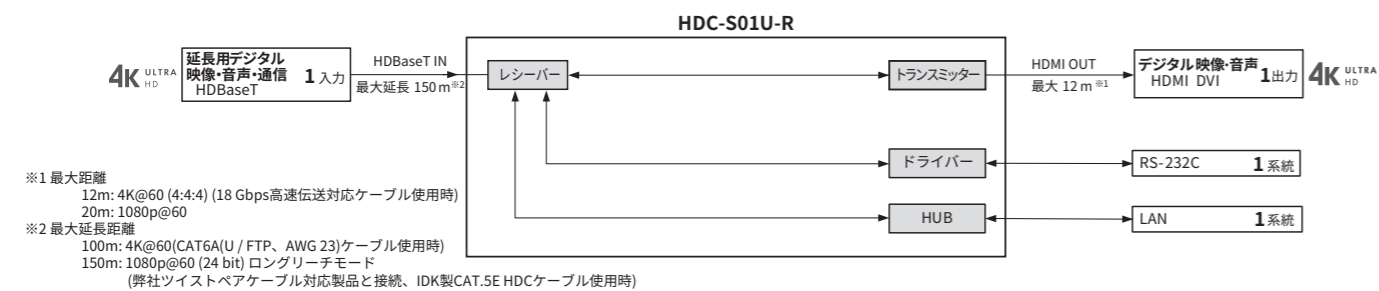 HDC-S01U-R
4K ULTRA HD
延長用デジタル
映像・音声・通信
HDBaseT
1入力
HDBaseT IN
最大延長 150 m※2
レシーバー
トランスミッター
HDMI OUT
最大 12 m ※1
デジタル映像・音声
HDMI DVI
1出力
4K ULTRA HD
ドライバー
RS-232C 1系統
HUB
LAN 1系統
※1 最大距離
12m: 4K@60 (4:4:4) (18 Gbps高速伝送対応ケーブル使用時)
20m: 1080p@60
※2 最大延長距離
100m: 4K@60(CAT6A(U / FTP、AWG 23)ケーブル使用時)
150m: 1080p@60 (24 bit) ロングリーチモード
(弊社ツイストペアケーブル対応製品と接続、IDK製CAT.5E HDCケーブル使用時)